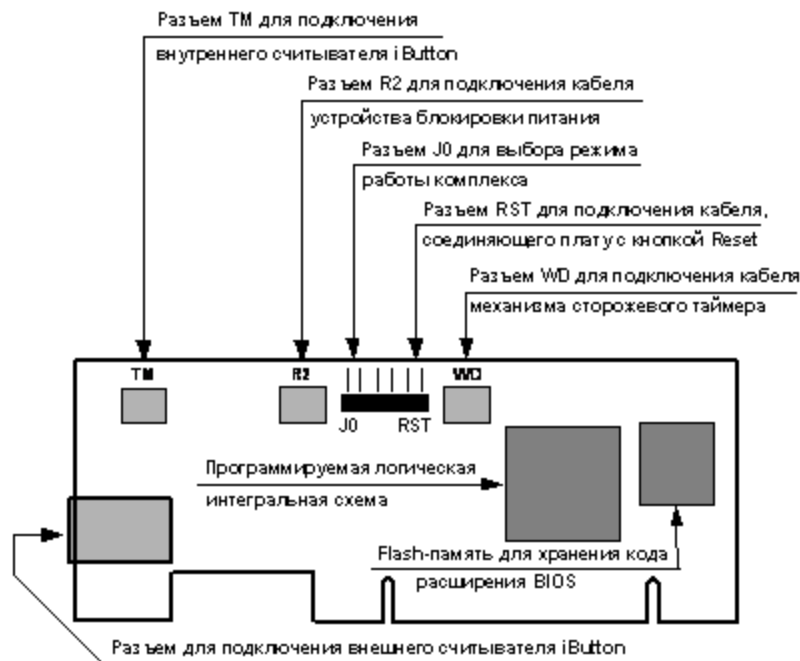 Разъем TM для подключения
внутреннего считывателя iButton
Разъем R2 для подключения кабеля
устройства блокировки питания
Разъем J0 для выбора режима
работы комплекса
Разъем RST для подключения кабеля,
соединяющего плату с кнопкой Reset
Разъем WD для подключения кабеля
механизма сторожевого таймера
TM
R2
WD
J0
RST
Программируемая логическая
интегральная схема
Flash-память для хранения кода
расширения BIOS
Разъем для подключения внешнего считывателя iButton